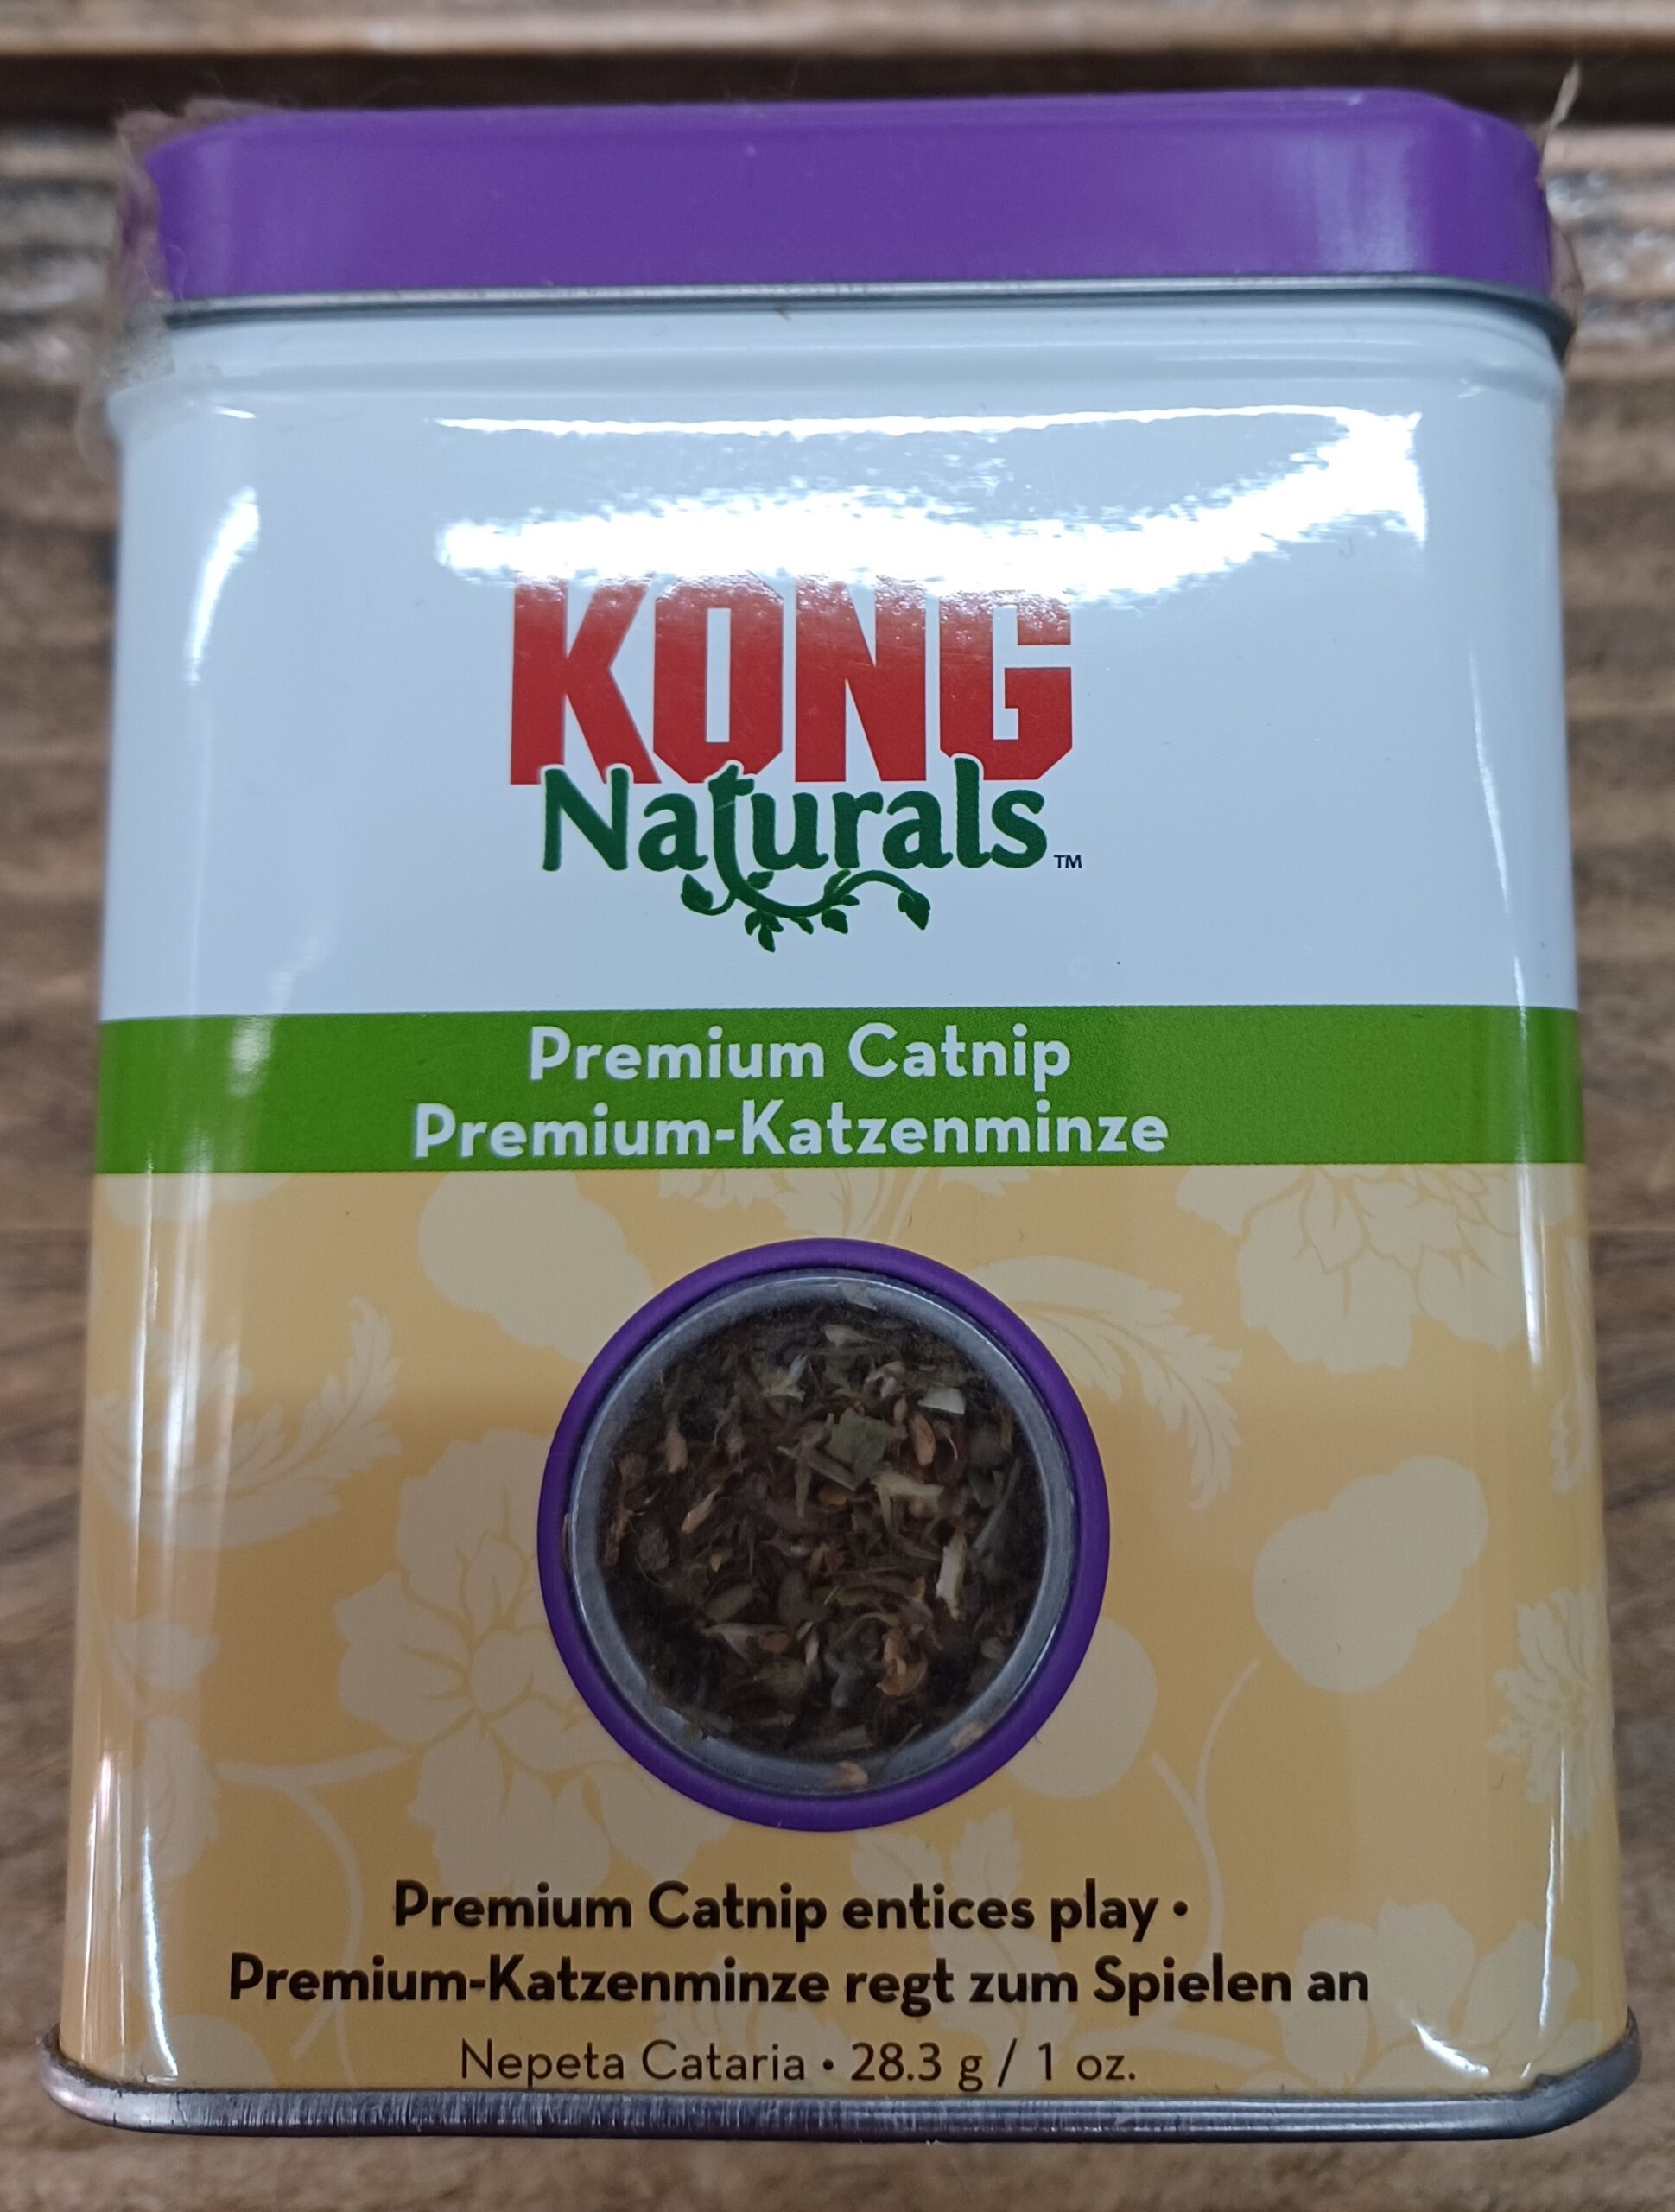 KONG
Naturals™
Premium Catnip
Premium-Katzenminze
Premium Catnip entices play •
Premium-Katzenminze regt zum Spielen an
Nepeta Cataria • 28.3 g / 1 oz.